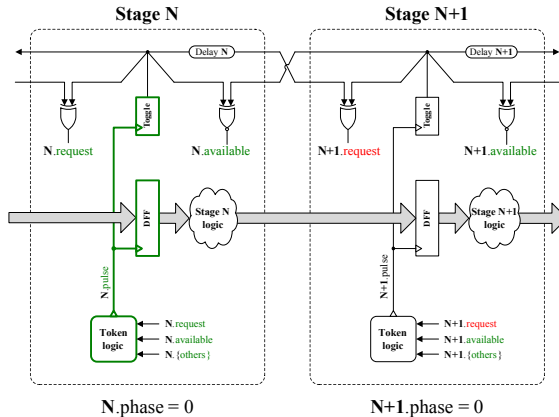 Stage N
Stage N+1
Delay N
Delay N+1
Toggle
Toggle
N.request
N.available
N+1.request
N+1.available
DFF
Stage N
logic
DFF
Stage N+1
logic
N.pulse
N+1.pulse
Token
logic
N.request
N.available
N.{others}
Token
logic
N+1.request
N+1.available
N+1.{others}
N.phase = 0
N+1.phase = 0